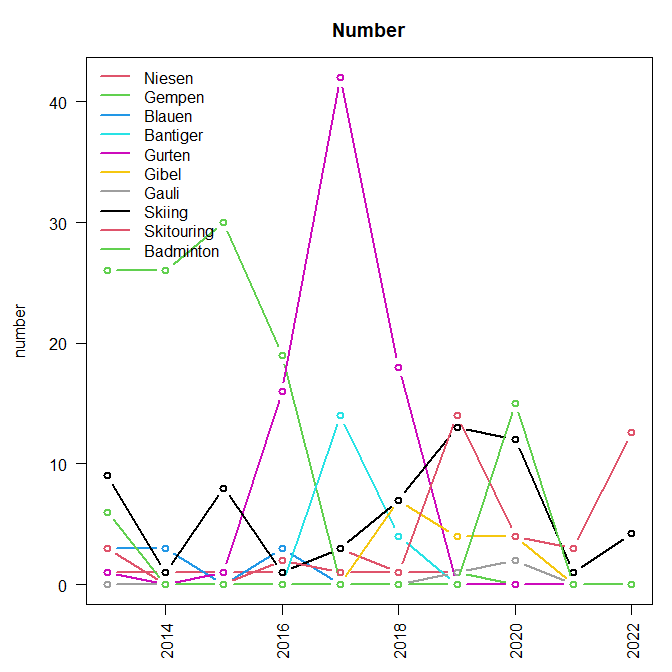 Number
Niesen
Gempen
Blauen
Bantiger
Gurten
Gibel
Gauli
Skiing
Skitouring
Badminton
40
30
20
10
0
number
2014
2016
2018
2020
2022